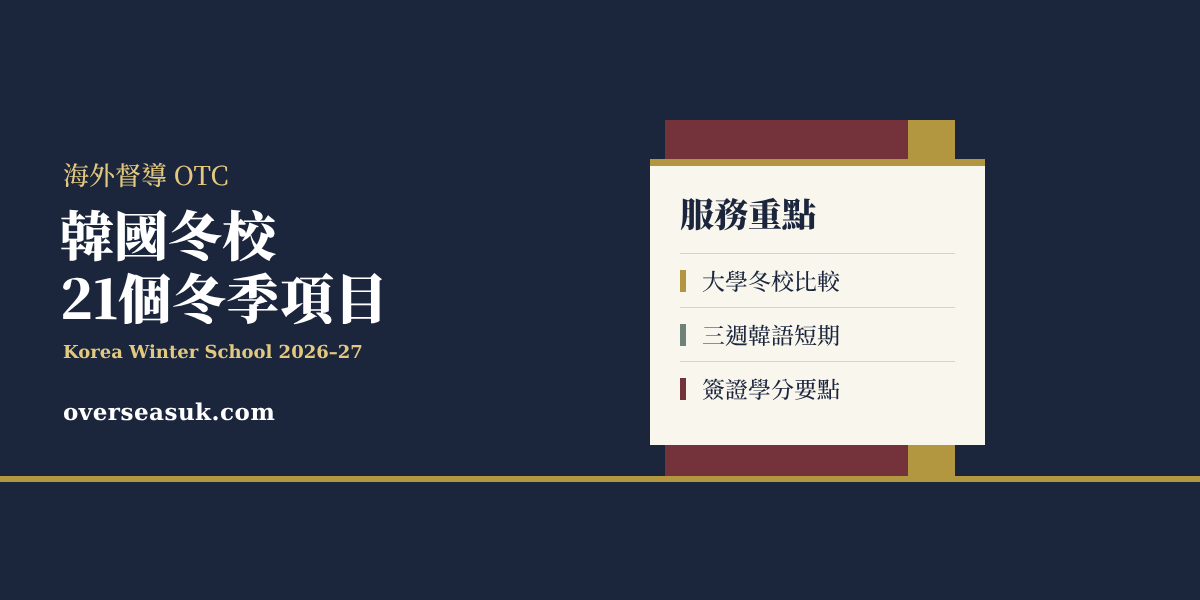 海外督導 OTC
韓國冬校
21個冬季項目
Korea Winter School 2026–27
overseasuk.com
服務重點
大學冬校比較
三週韓語短期
簽證學分要點